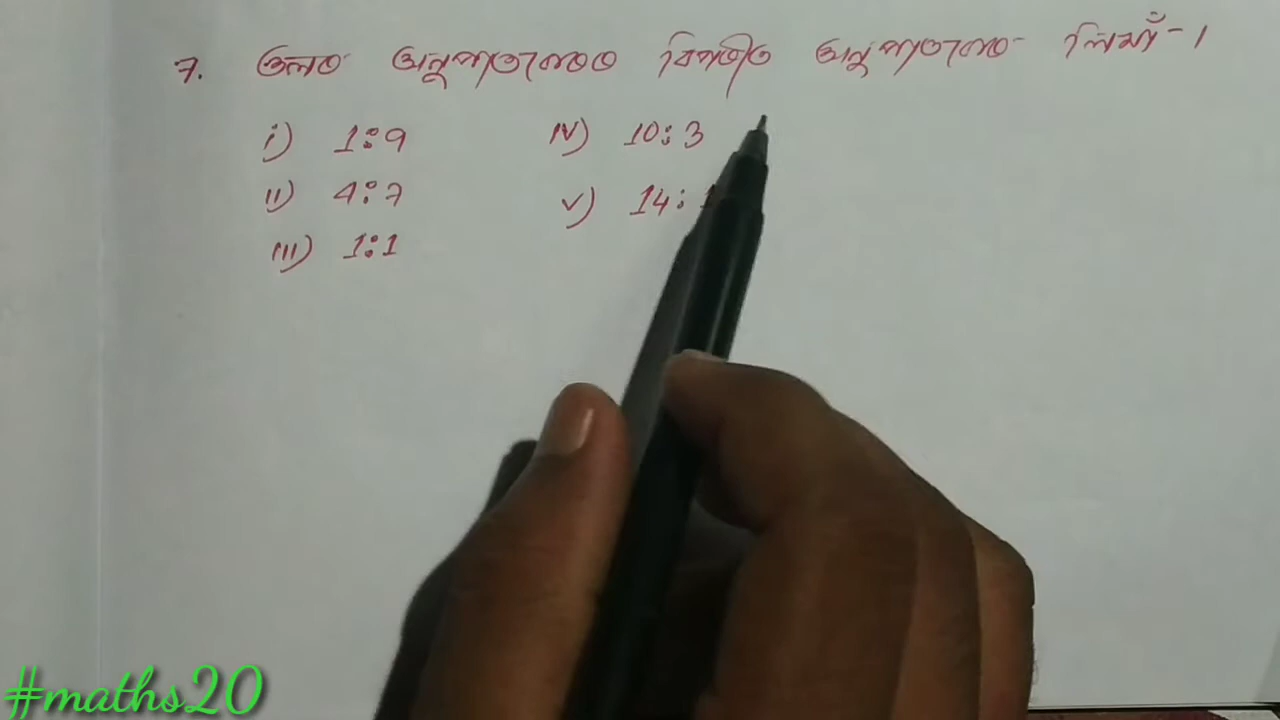 7. তলত অনুপাতবোৰৰ বিপৰীত অনুপাতবোৰ লিখাঁ - ।
i) 1:9 iv) 10:3
ii) 4:7 v) 14:
iii) 1:1
#maths20